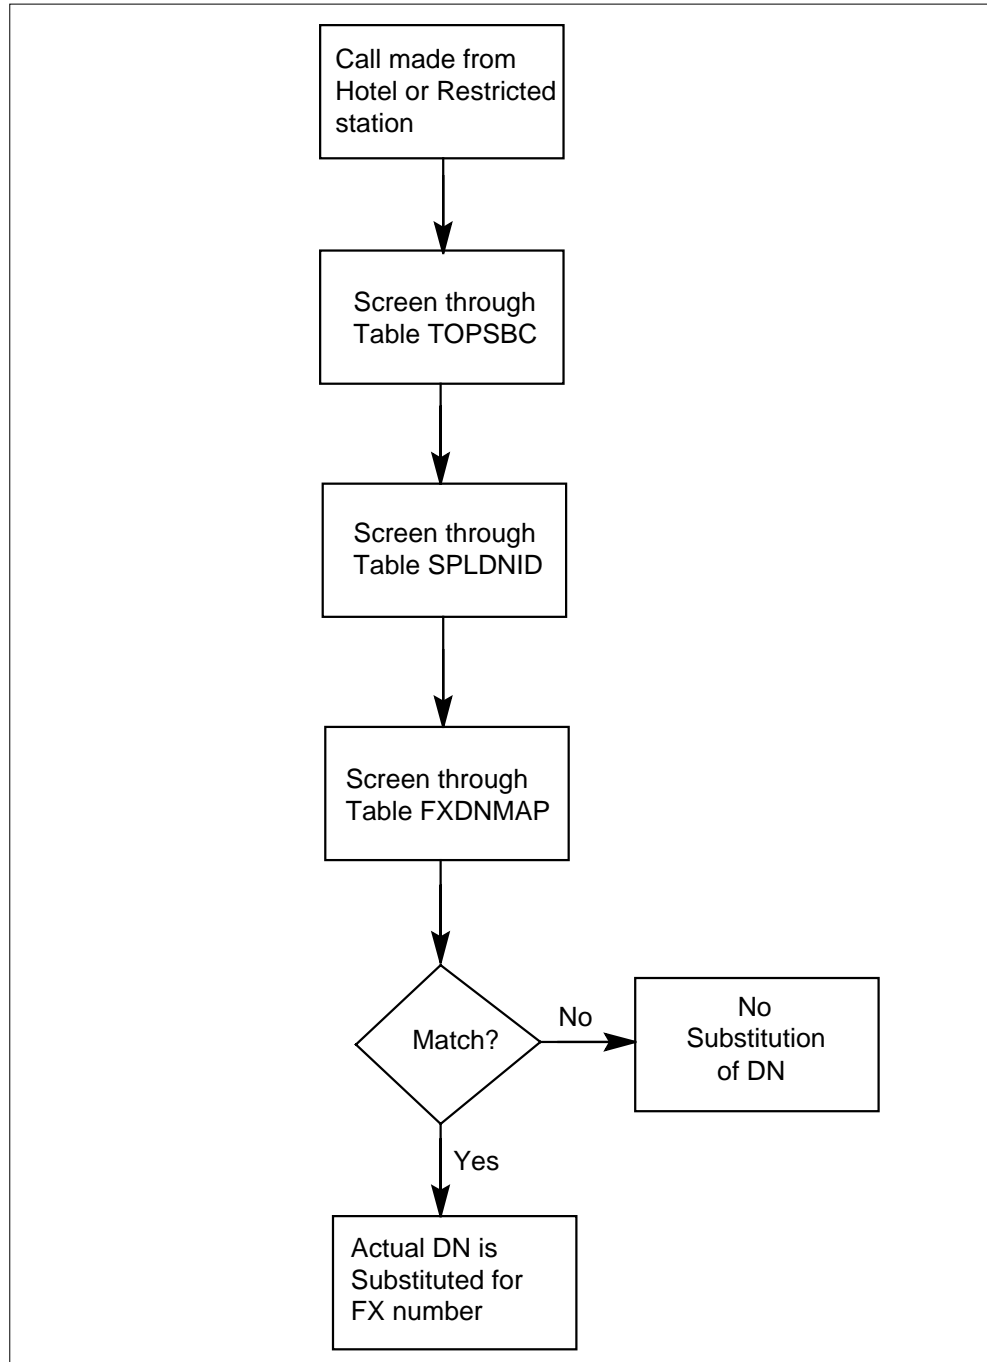 Call made from
Hotel or Restricted
station
Screen through
Table TOPSBC
Screen through
Table SPLDNID
Screen through
Table FXDNMAP
Match?
No
No
Substitution
of DN
Yes
Actual DN is
Substituted for
FX number